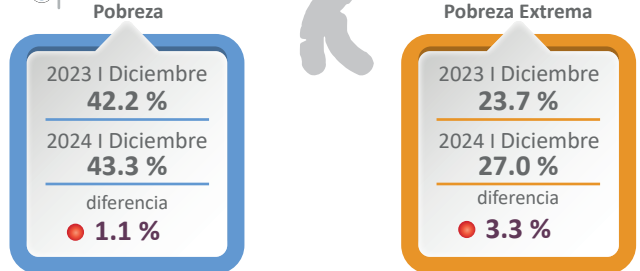 Pobreza
2023 I Diciembre
42.2 %
2024 I Diciembre
43.3 %
diferencia
1.1 %
Pobreza Extrema
2023 I Diciembre
23.7 %
2024 I Diciembre
27.0 %
diferencia
3.3 %